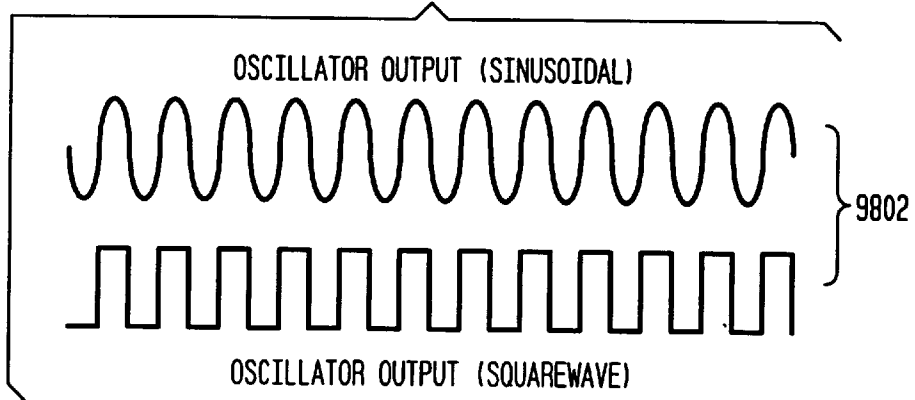 OSCILLATOR OUTPUT (SINUSOIDAL)
9802
OSCILLATOR OUTPUT (SQUAREWAVE)